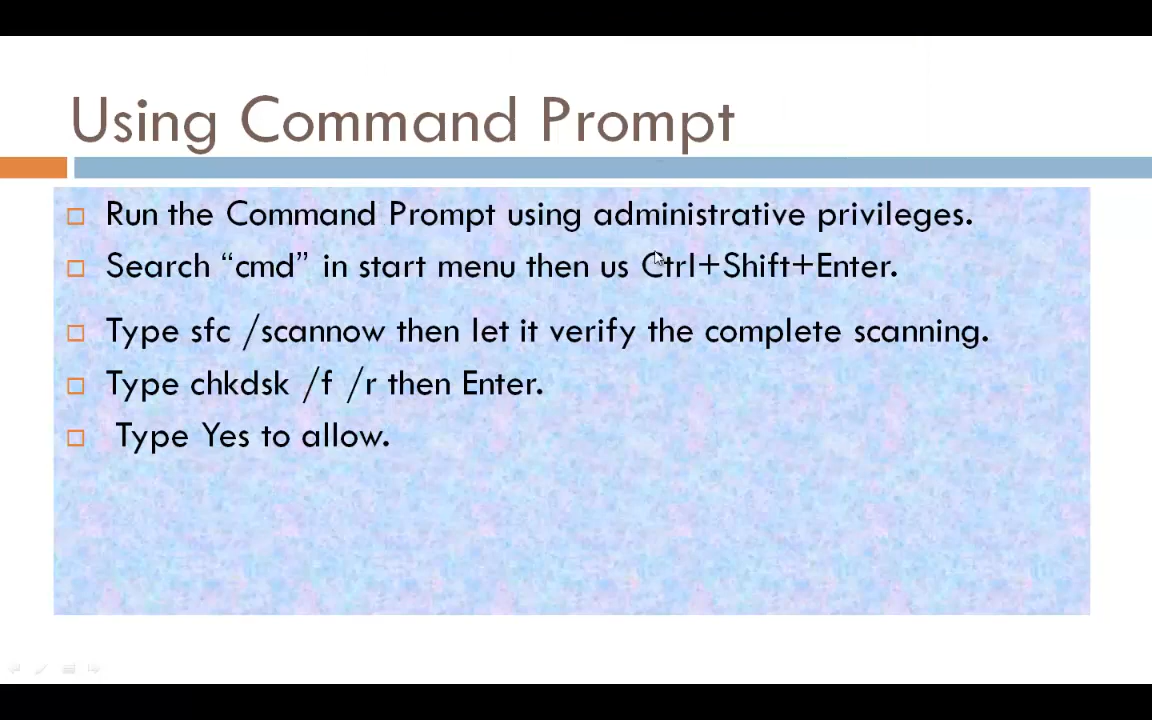 Using Command Prompt
Run the Command Prompt using administrative privileges.
Search “cmd” in start menu then us Ctrl+Shift+Enter.
Type sfc /scannow then let it verify the complete scanning.
Type chkdsk /f /r then Enter.
Type Yes to allow.